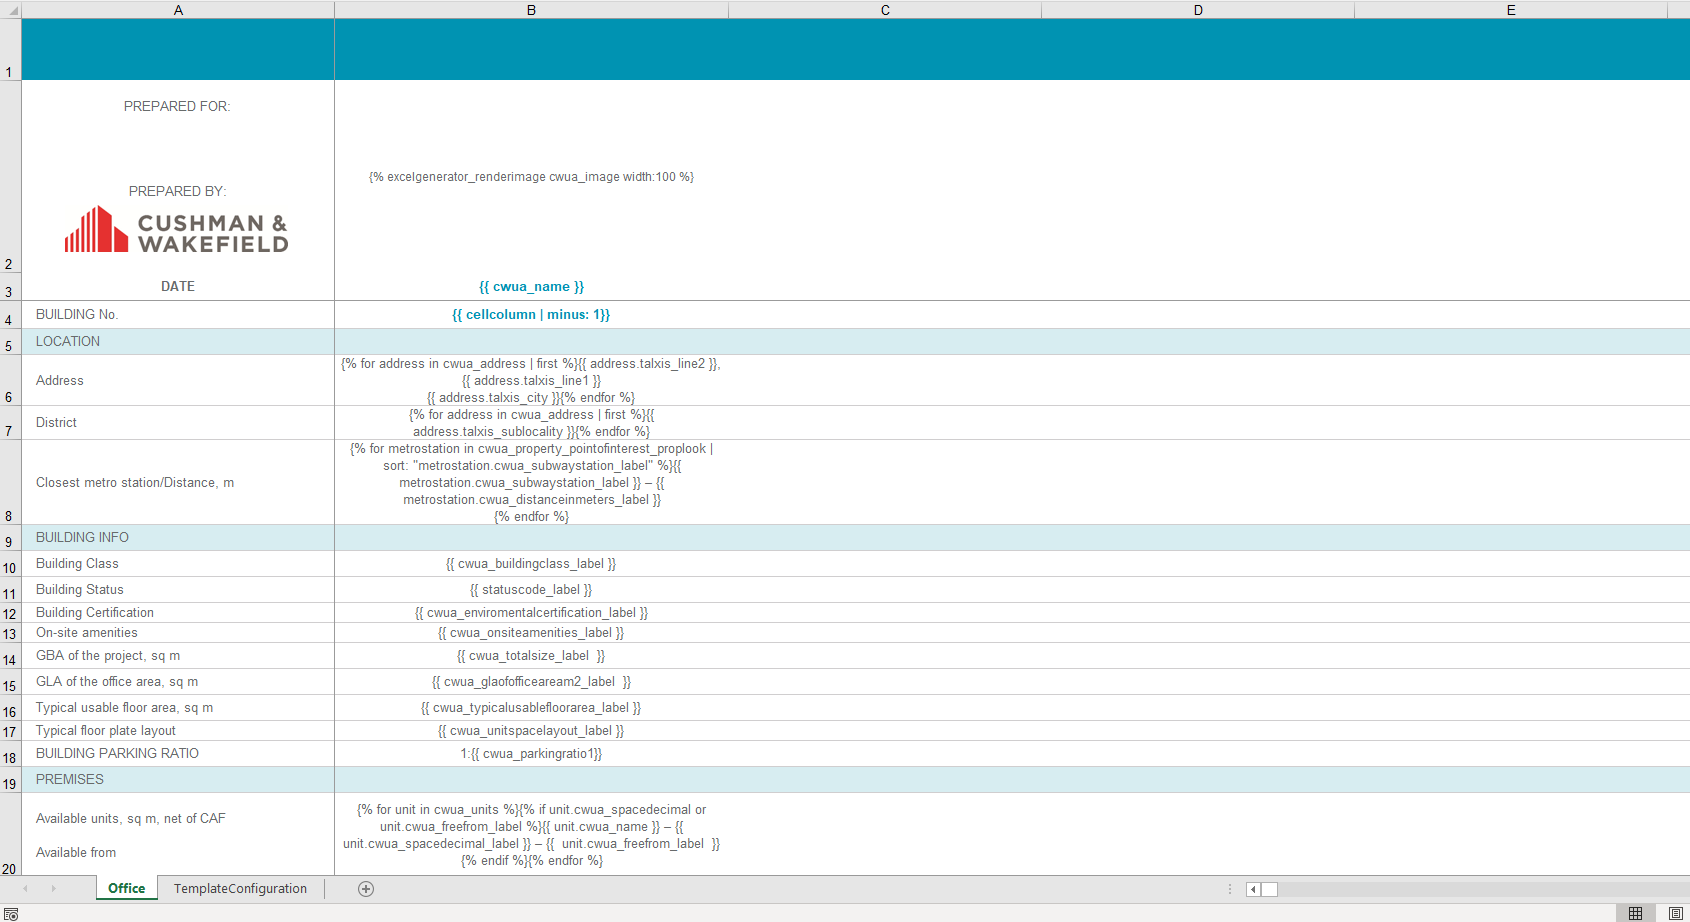 A B C D E
1
PREPARED FOR:
{% excelgenerator_renderimage cwua_image width:100 %}
PREPARED BY:
CUSHMAN &
WAKEFIELD
2
3 DATE {{ cwua_name }}
4 BUILDING No. {{ cellcolumn | minus: 1}}
5 LOCATION
{% for address in cwua_address | first %}{{ address.talxis_line2 }},
Address {{ address.talxis_line1 }}
6 {{ address.talxis_city }}{% endfor %}
{% for address in cwua_address | first %}{{
District
7 address.talxis_sublocality }}{% endfor %}
{% for metrostation in cwua_property_pointofinterest_proplook |
sort: "metrostation.cwua_subwaystation_label" %}{{
Closest metro station/Distance, m metrostation.cwua_subwaystation_label }} – {{
metrostation.cwua_distanceinmeters_label }}
8 {% endfor %}
9 BUILDING INFO
10 Building Class {{ cwua_buildingclass_label }}
11 Building Status {{ statuscode_label }}
12 Building Certification {{ cwua_enviromentalcertification_label }}
13 On-site amenities {{ cwua_onsiteamenities_label }}
14 GBA of the project, sq m {{ cwua_totalsize_label  }}
15 GLA of the office area, sq m {{ cwua_glaofofficearеam2_label  }}
16 Typical usable floor area, sq m {{ cwua_typicalusablefloorarea_label }}
17 Typical floor plate layout {{ cwua_unitspacelayout_label }}
18 BUILDING PARKING RATIO 1:{{ cwua_parkingratio1}}
19 PREMISES
{% for unit in cwua_units %}{% if unit.cwua_spacedecimal or
Available units, sq m, net of CAF unit.cwua_freefrom_label %}{{ unit.cwua_name }} – {{
unit.cwua_spacedecimal_label }} – {{  unit.cwua_freefrom_label  }}
Available from {% endif %}{% endfor %}
20
Office TemplateConfiguration